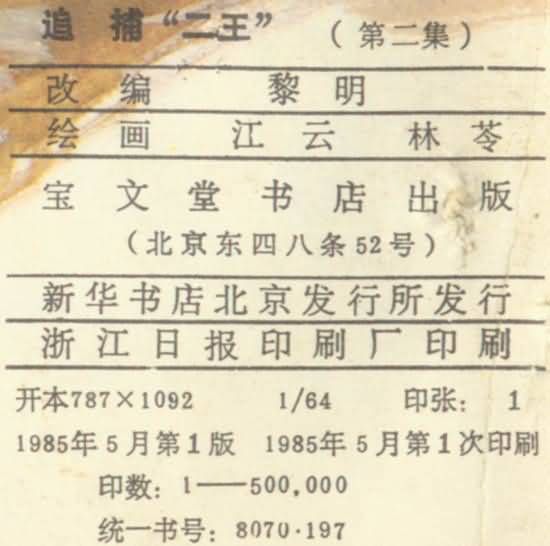 追捕“二王” （第二集）
改编 黎明
绘画 江云 林苓
宝文堂书店出版
（北京东四八条52号）
新华书店北京发行所发行
浙江日报印刷厂印刷
开本787×1092 1/64 印张：1
1985年5月第1版 1985年5月第1次印刷
印数：1——500,000
统一书号：8070·197